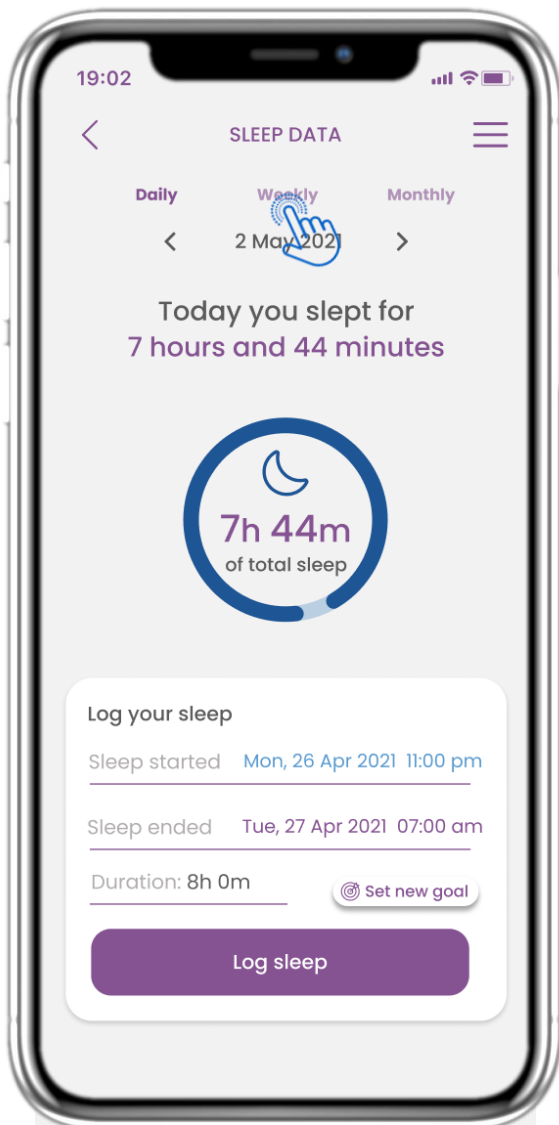 19:02
SLEEP DATA
Daily Weekly Monthly
2 May 2021
Today you slept for
7 hours and 44 minutes
7h 44m
of total sleep
Log your sleep
Sleep started Mon, 26 Apr 2021 11:00 pm
Sleep ended Tue, 27 Apr 2021 07:00 am
Duration: 8h 0m
Set new goal
Log sleep